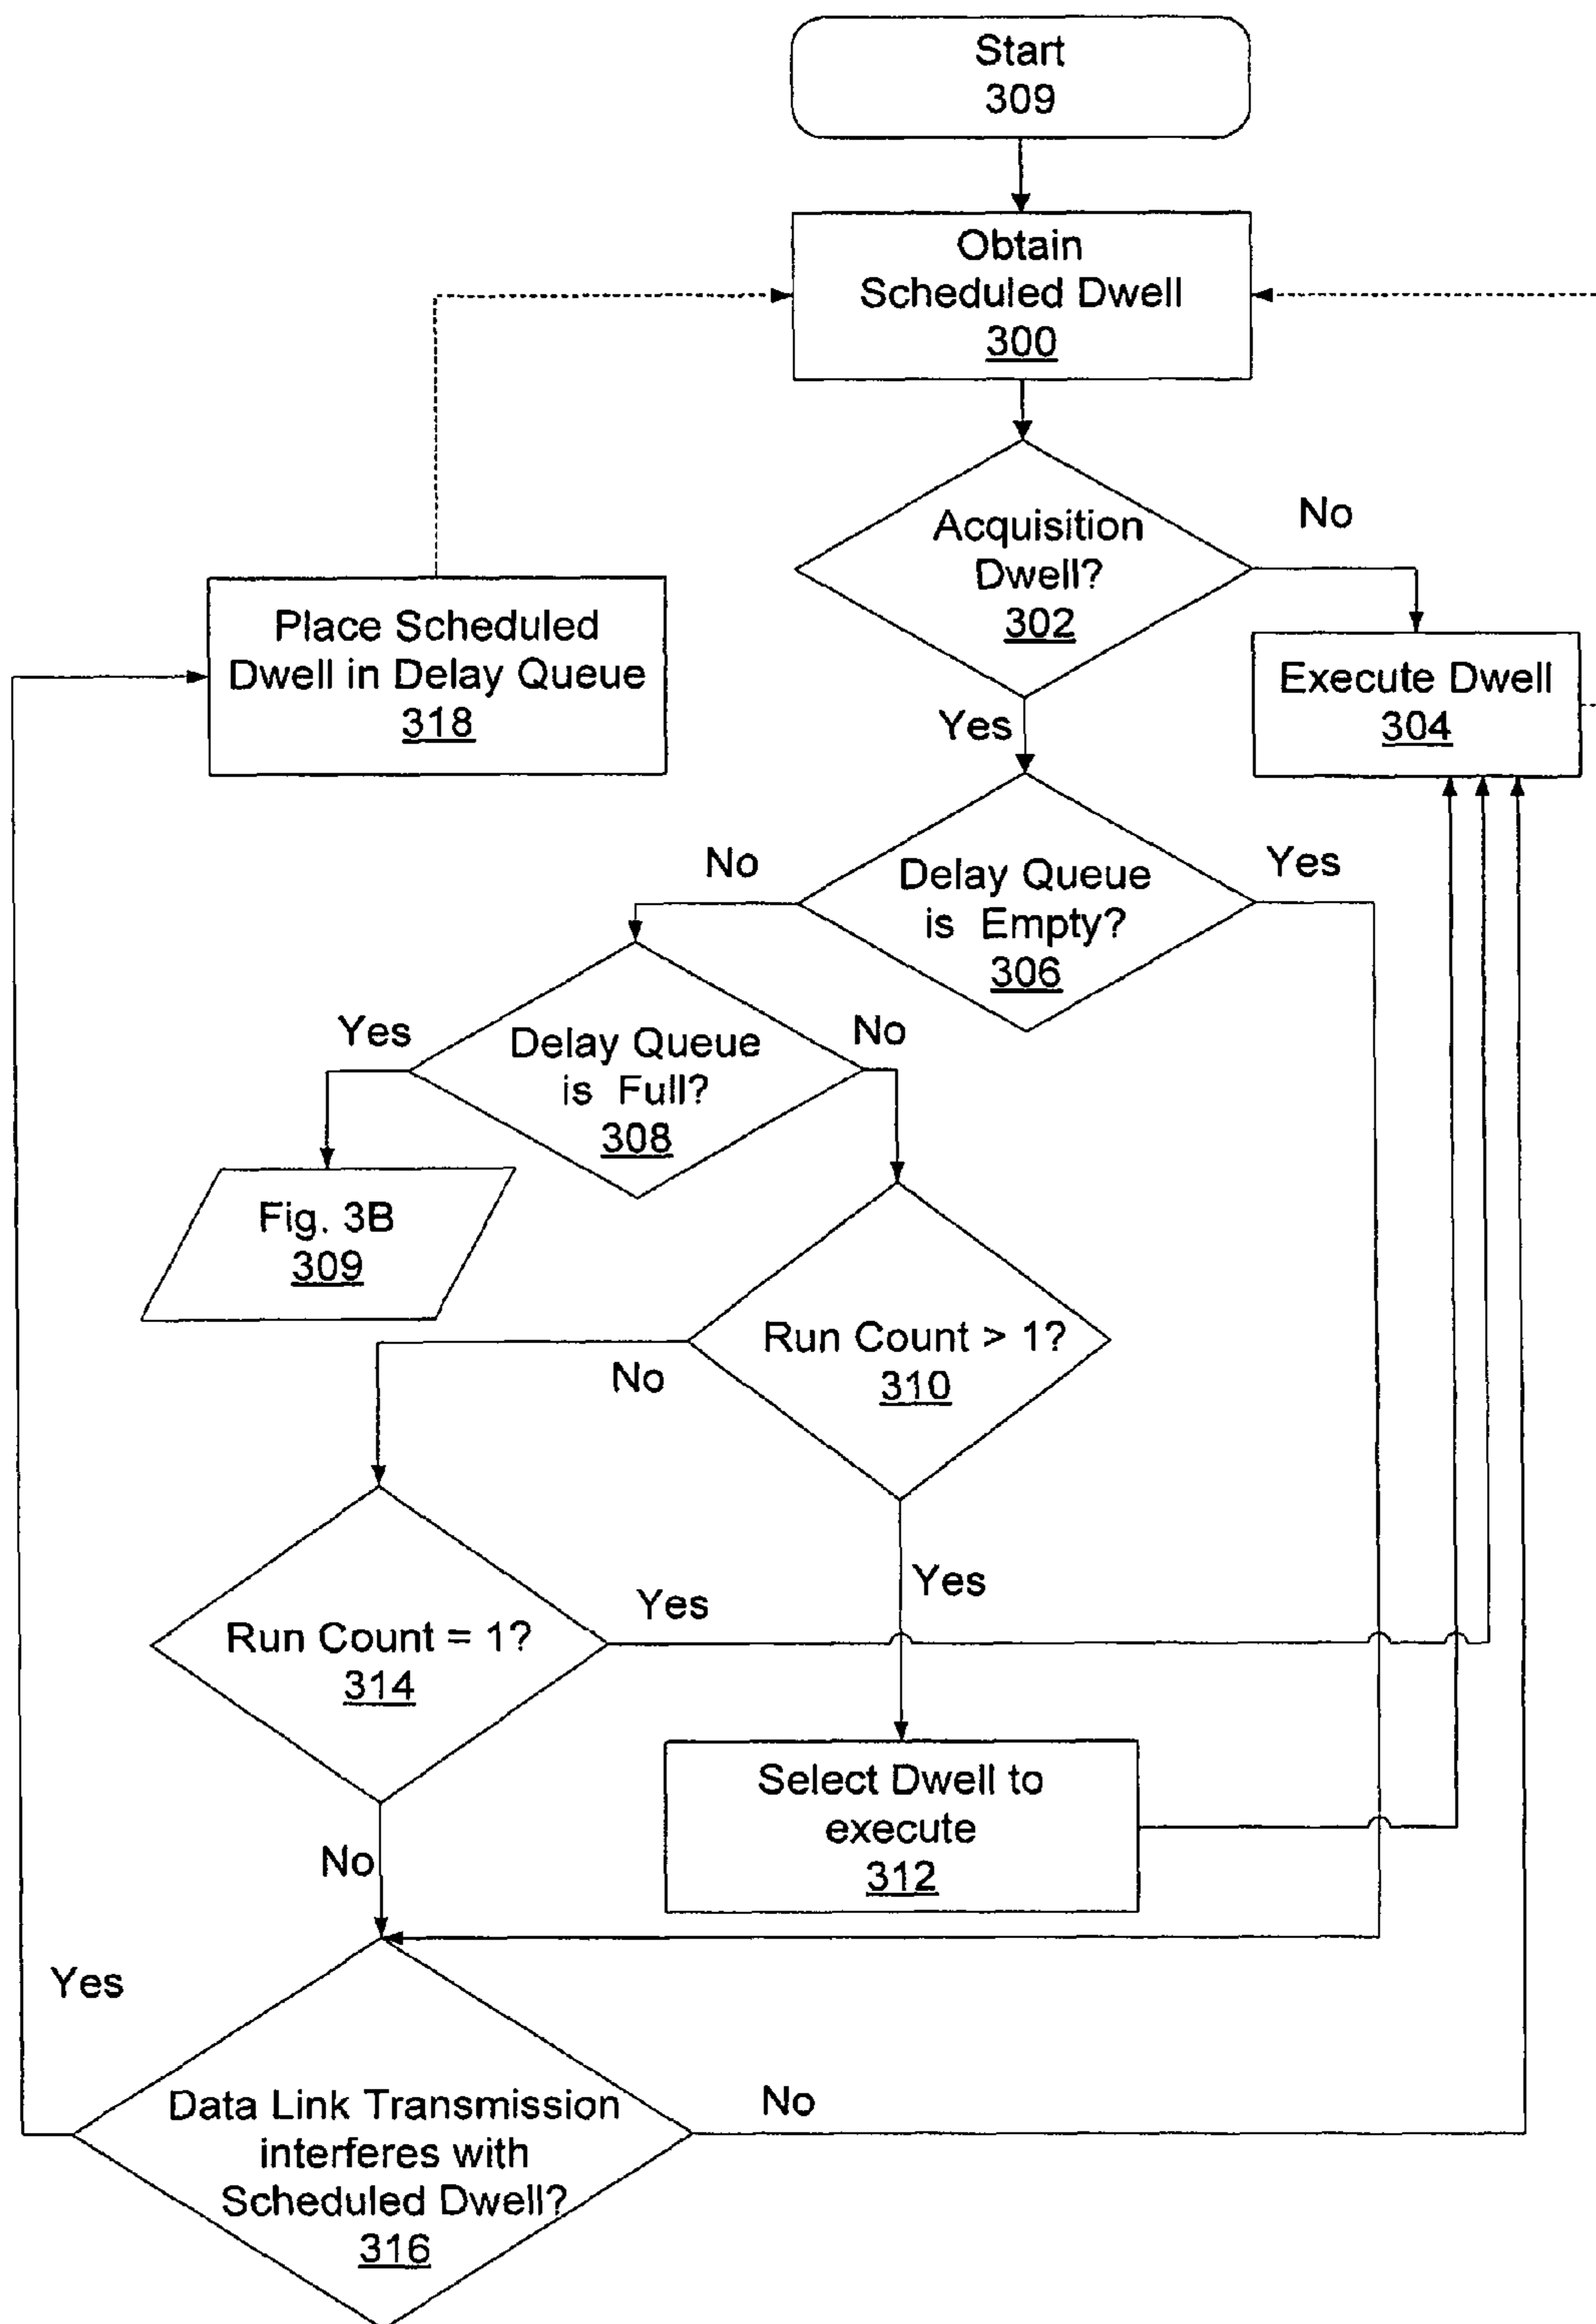 Start
309
Obtain
Scheduled Dwell
300
Acquisition
Dwell?
302
No
Place Scheduled
Dwell in Delay Queue
318
Execute Dwell
304
Yes
No
Delay Queue
is Empty?
306
Yes
Yes
Delay Queue
is Full?
308
No
Fig. 3B
309
Run Count > 1?
310
No
Yes
Run Count = 1?
314
Yes
Select Dwell to
execute
312
No
Yes
Data Link Transmission
interferes with
Scheduled Dwell?
316
No